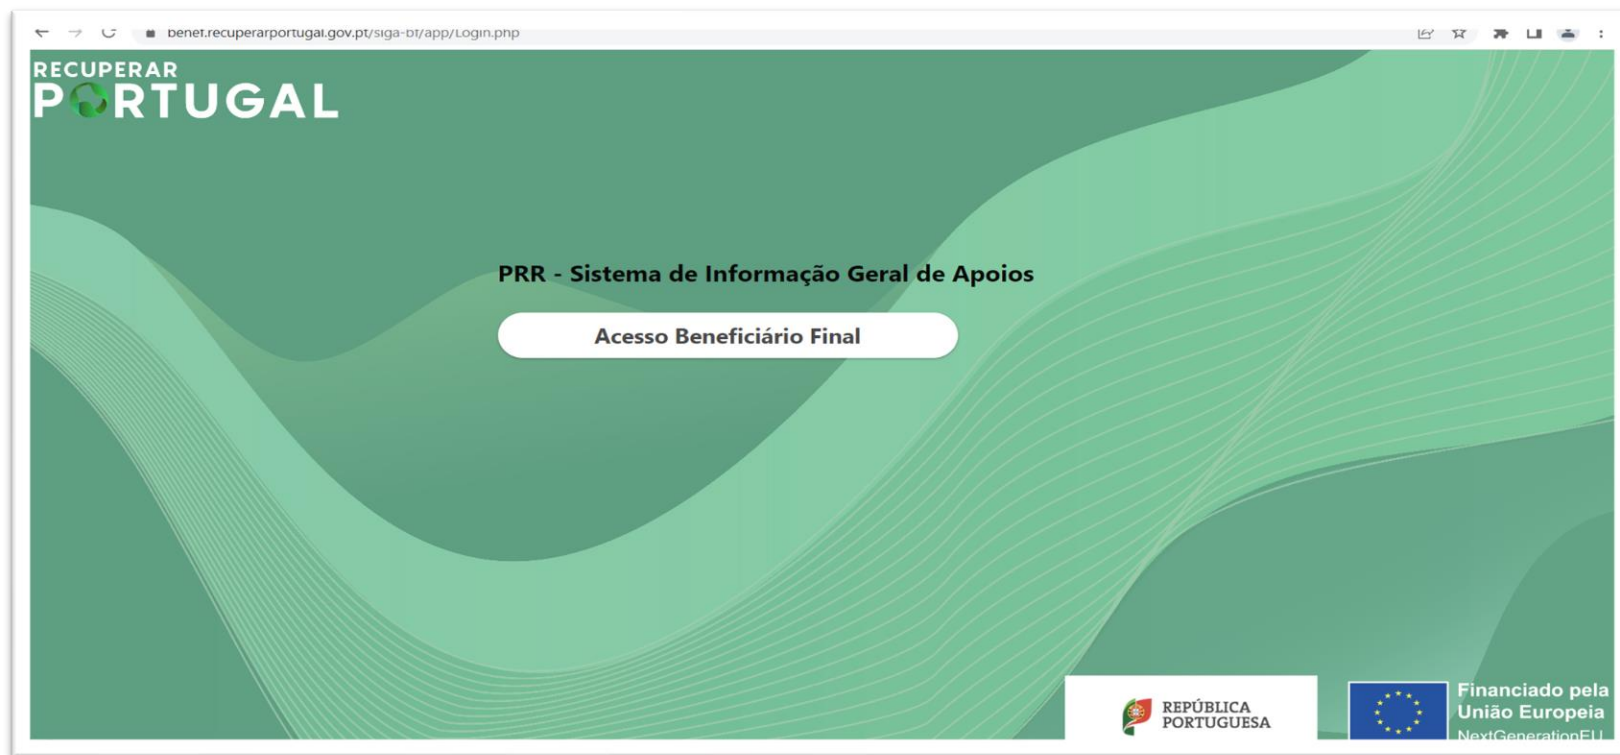 benef.recuperarportugal.gov.pt/siga-bf/app/Login.php
RECUPERAR
PORTUGAL
PRR - Sistema de Informação Geral de Apoios
Acesso Beneficiário Final
REPÚBLICA
PORTUGUESA
Financiado pela
União Europeia
NextGenerationEU